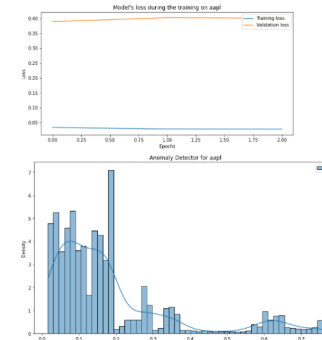 Model's loss during the training on aapl
0.40
0.35
0.30
0.25
0.20
0.15
0.10
0.05
Loss
Training loss
Validation loss
0.00 0.25 0.50 0.75 1.00 1.25 1.50 1.75 2.00
Epochs
Anomaly Detector for aapl
7
6
5
4
3
2
1
0
Density
0.0 0.1 0.2 0.3 0.4 0.5 0.6 0.7